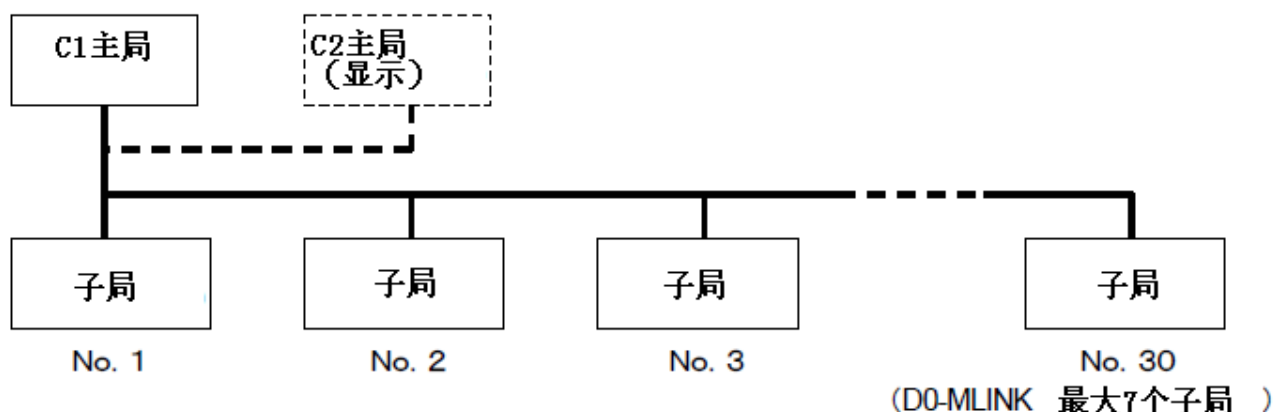 C1主局
C2主局
(显示)
子局
子局
子局
子局
No. 1
No. 2
No. 3
No. 30
(D0-MLINK 最大7个子局 )